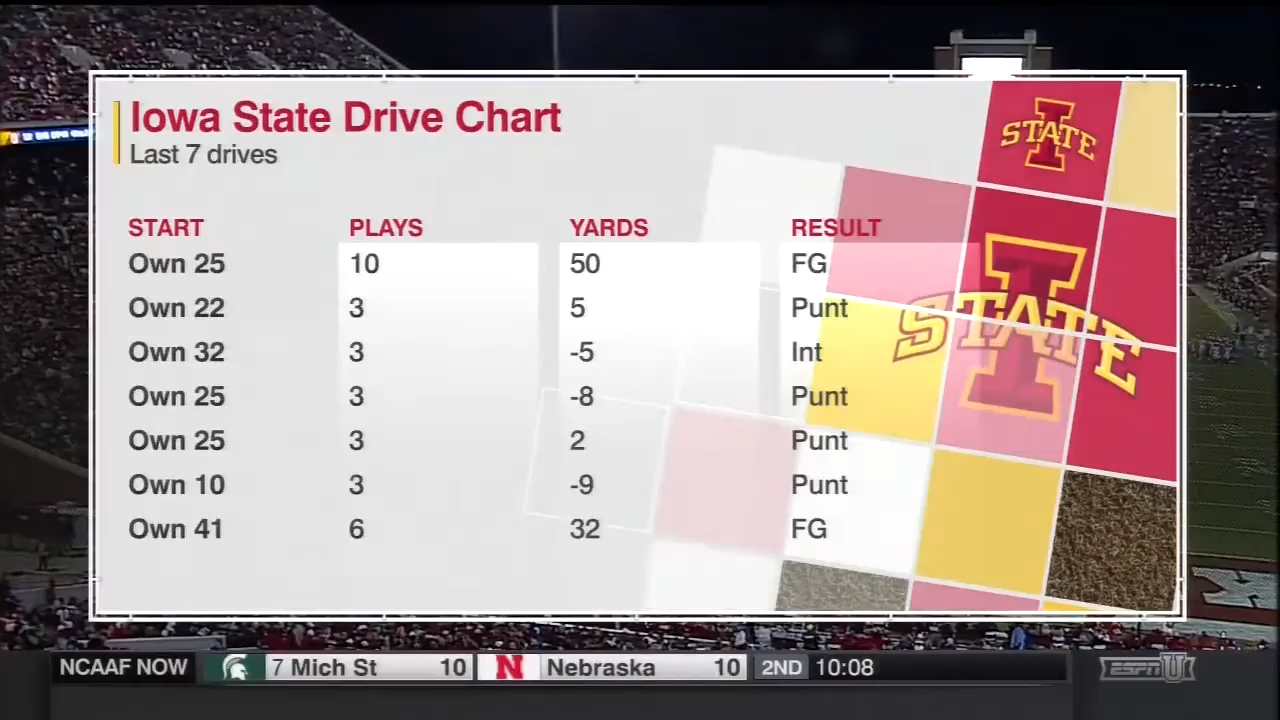 Iowa State Drive Chart
Last 7 drives
STATE
START PLAYS YARDS RESULT
Own 25 10 50 FG
Own 22 3 5 Punt
Own 32 3 -5 Int
Own 25 3 -8 Punt
Own 25 3 2 Punt
Own 10 3 -9 Punt
Own 41 6 32 FG
I STATE
NCAAF NOW 7 Mich St 10 N Nebraska 10 2ND 10:08 ESPNU